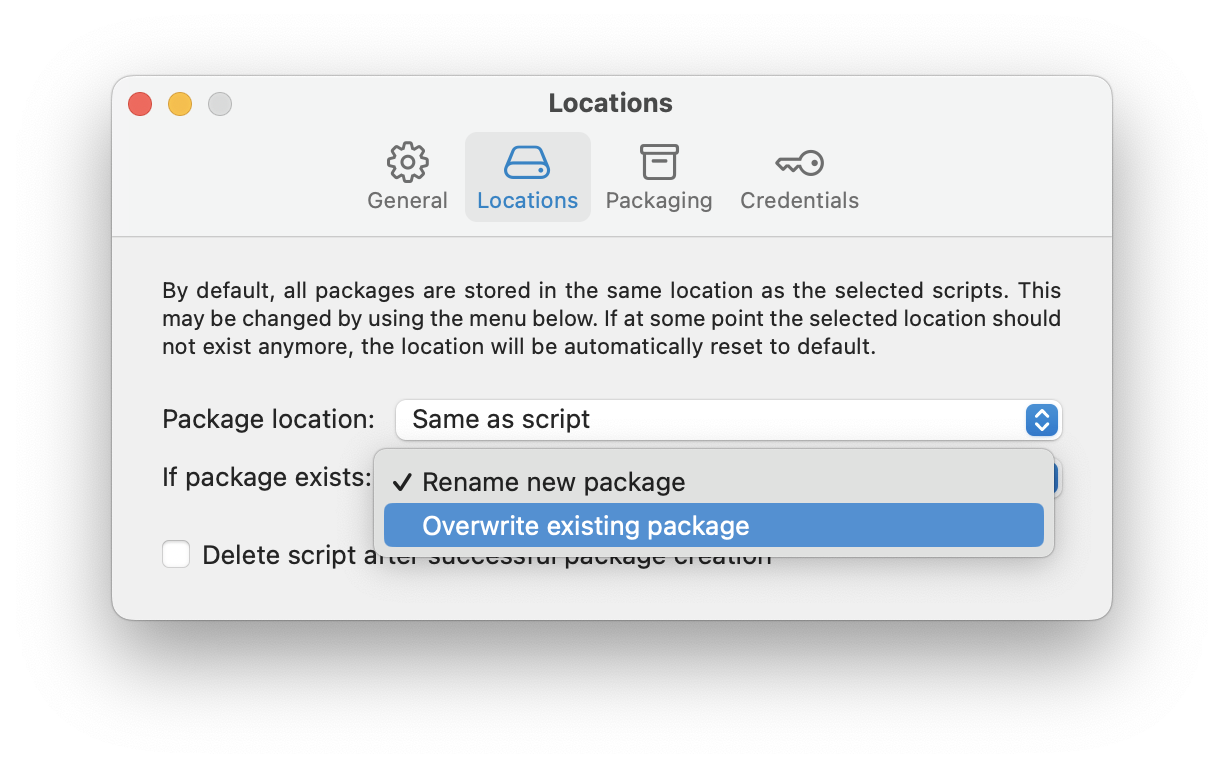 Locations
General Locations Packaging Credentials
By default, all packages are stored in the same location as the selected scripts. This
may be changed by using the menu below. If at some point the selected location should
not exist anymore, the location will be automatically reset to default.
Package location: Same as script
If package exists: Rename new package
Overwrite existing package
Delete script after successful package creation